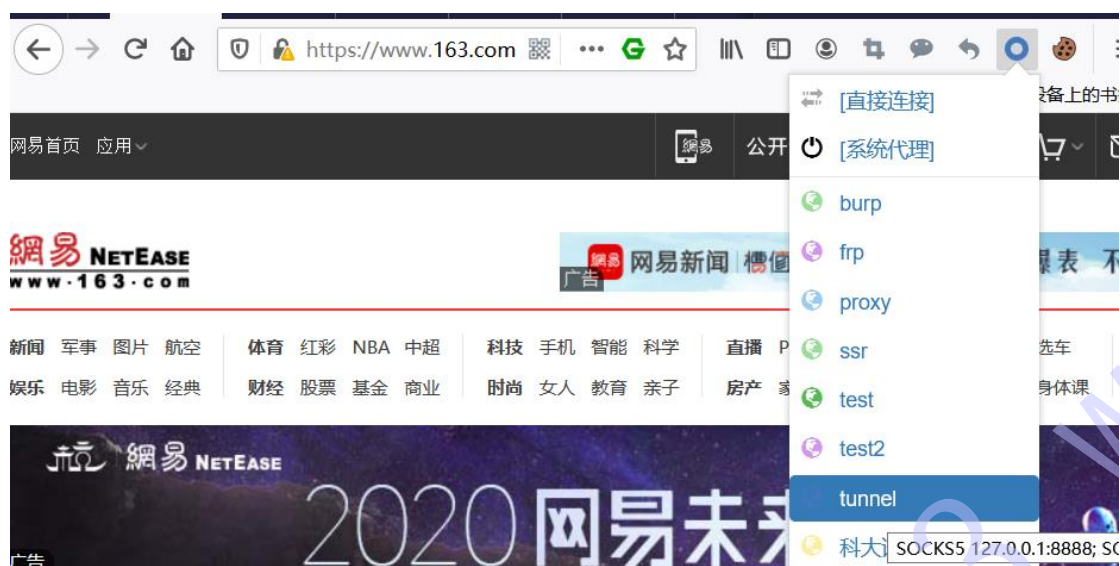 https://www.163.com
设备上的书
[直接连接]
网易首页 应用
網易
公开
[系统代理]
burp
網易 NETEASE
www.163.com
広告
網易 网易新闻
爆表 不
frp
proxy
新闻 军事 图片 航空 体育 红彩 NBA 中超 科技 手机 智能 科学 直播 P
选车
ssr
娱乐 电影 音乐 经典 财经 股票 基金 商业 时尚 女人 教育 亲子 房产
身体课
test
test2
網易 NETEASE
2020 网易未来
tunnel
科大
SOCKS5 127.0.0.1:8888; SO
广告